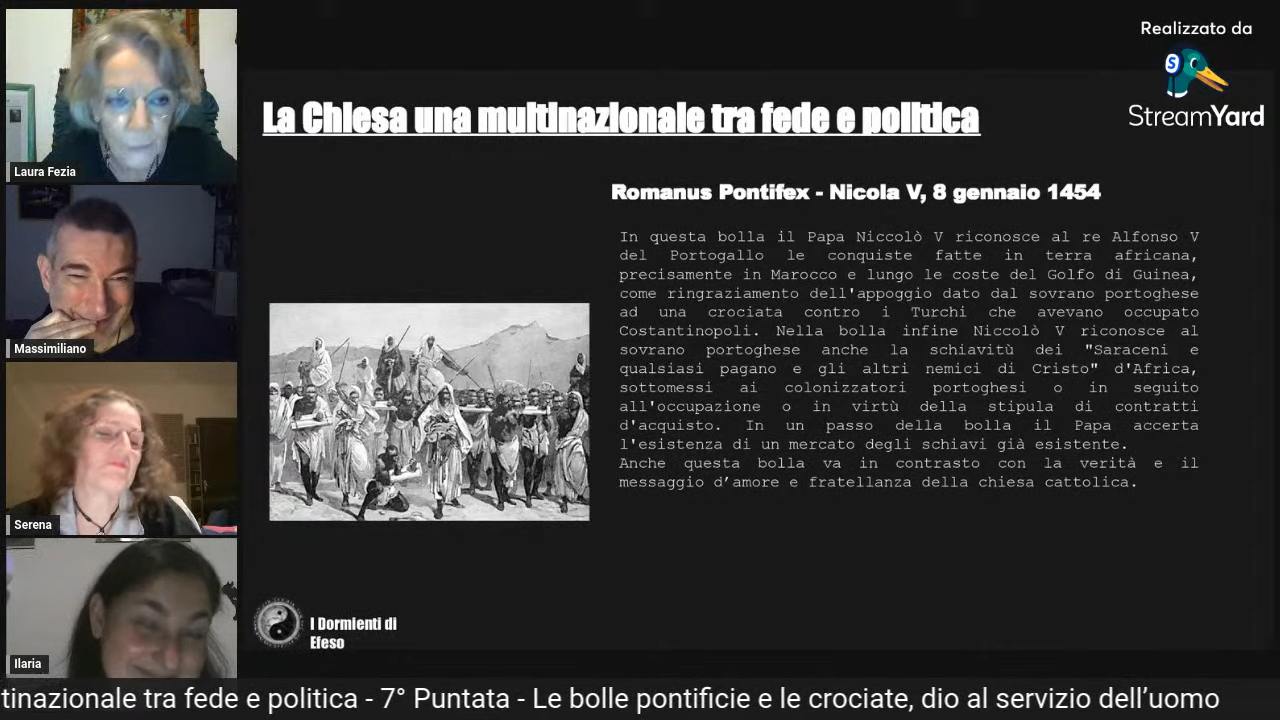 Realizzato da
StreamYard
La Chiesa una multinazionale tra fede e politica
Romanus Pontifex - Nicola V, 8 gennaio 1454
In questa bolla il Papa Niccolò V riconosce al re Alfonso V
del Portogallo le conquiste fatte in terra africana,
precisamente in Marocco e lungo le coste del Golfo di Guinea,
come ringraziamento dell'appoggio dato dal sovrano portoghese
ad una crociata contro i Turchi che avevano occupato
Costantinopoli. Nella bolla infine Niccolò V riconosce al
sovrano portoghese anche la schiavitù dei "Saraceni e
qualsiasi pagano e gli altri nemici di Cristo" d'Africa,
sottomessi ai colonizzatori portoghesi o in seguito
all'occupazione o in virtù della stipula di contratti
d'acquisto. In un passo della bolla il Papa accerta
l'esistenza di un mercato degli schiavi già esistente.
Anche questa bolla va in contrasto con la verità e il
messaggio d’amore e fratellanza della chiesa cattolica.
Laura Fezia
Massimiliano
Serena
Ilaria
I Dormienti di
Efeso
tinazionale tra fede e politica - 7° Puntata - Le bolle pontificie e le crociate, dio al servizio dell’uomo